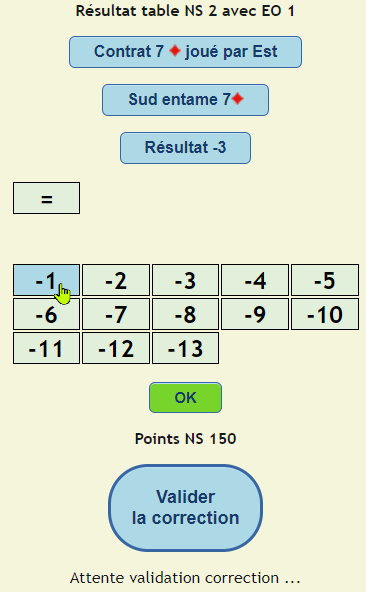 Résultat table NS 2 avec EO 1
Contrat 7 ♦ joué par Est
Sud entame 7♦
Résultat -3
=
-1 -2 -3 -4 -5
-6 -7 -8 -9 -10
-11 -12 -13
OK
Points NS 150
Valider
la correction
Attente validation correction ...